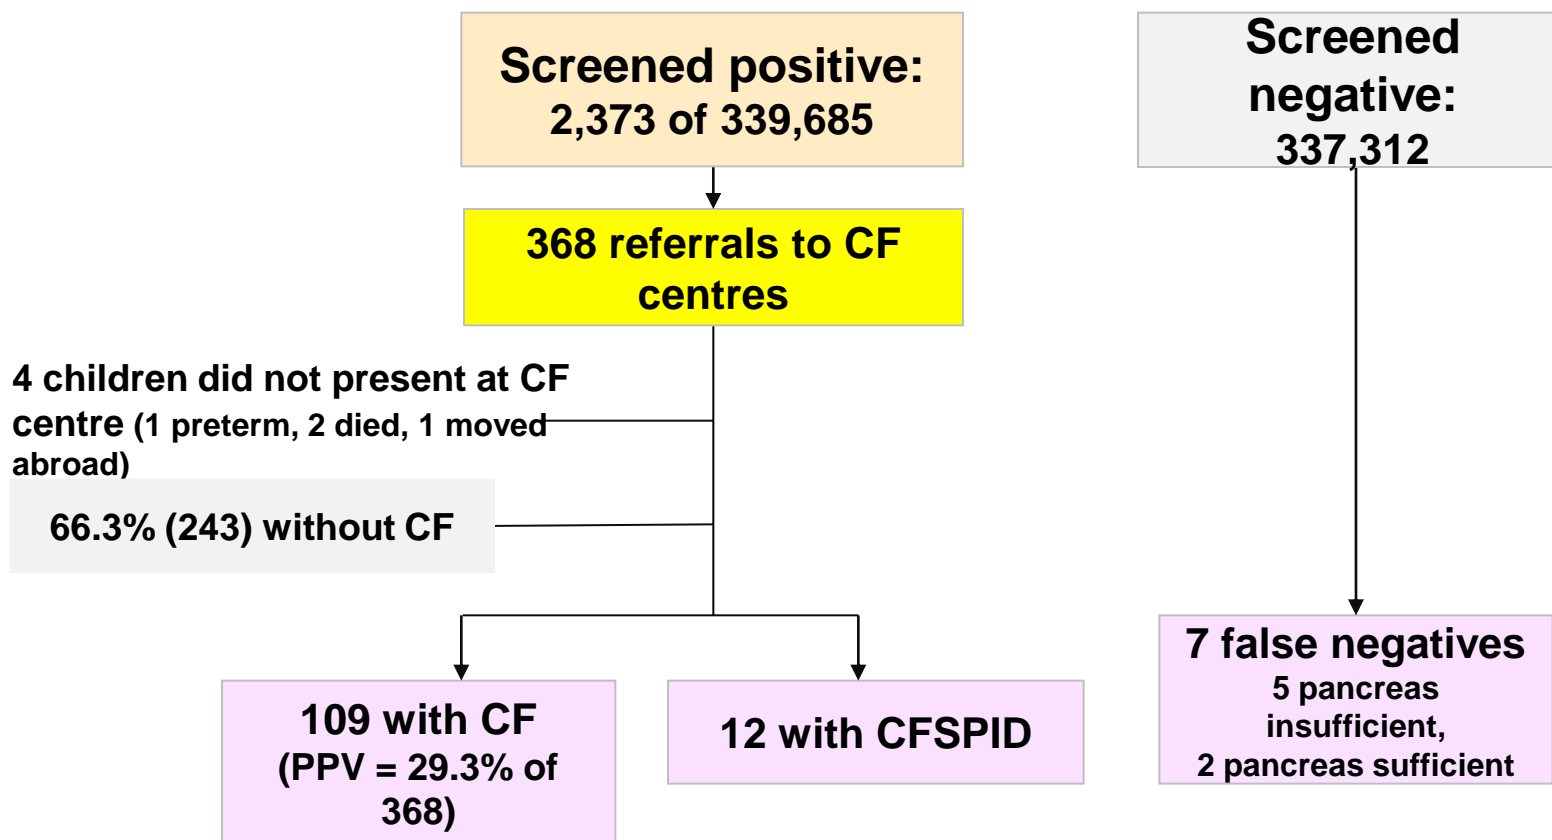 Screened positive:
2,373 of 339,685
Screened
negative:
337,312
368 referrals to CF
centres
4 children did not present at CF
centre (1 preterm, 2 died, 1 moved
abroad)
66.3% (243) without CF
109 with CF
(PPV = 29.3% of
368)
12 with CFSPID
7 false negatives
5 pancreas
insufficient,
2 pancreas sufficient